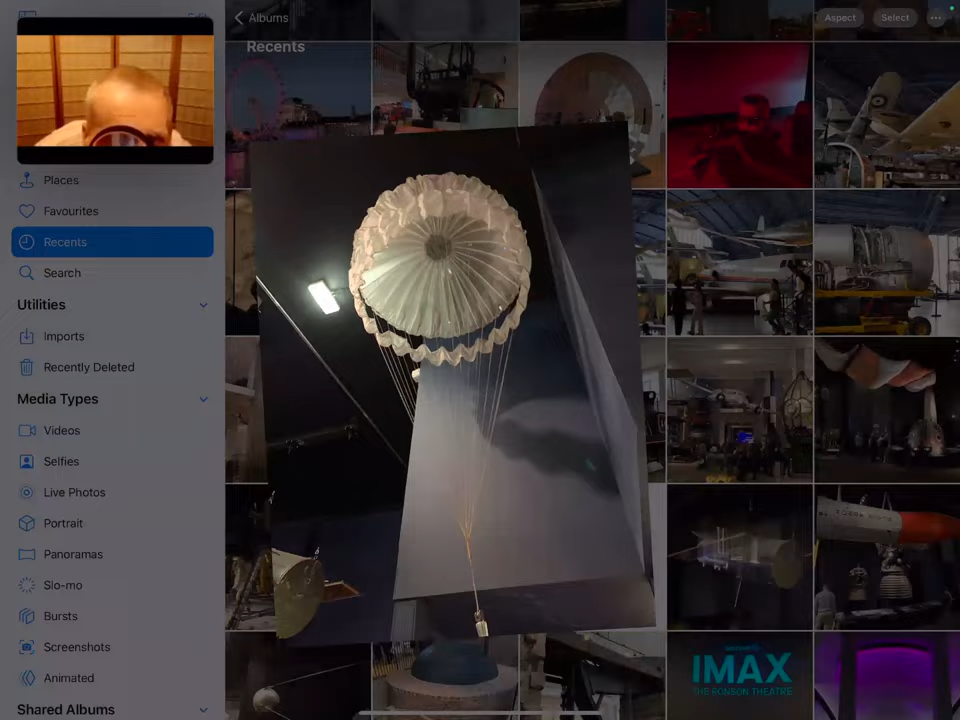 Edit
Albums
Aspect
Select
Recents
Places
Favourites
Recents
Search
Utilities
Imports
Recently Deleted
Media Types
Videos
Selfies
Live Photos
Portrait
Panoramas
Slo-mo
Bursts
Screenshots
Animated
Shared Albums
IMAX
THE RONSON THEATRE